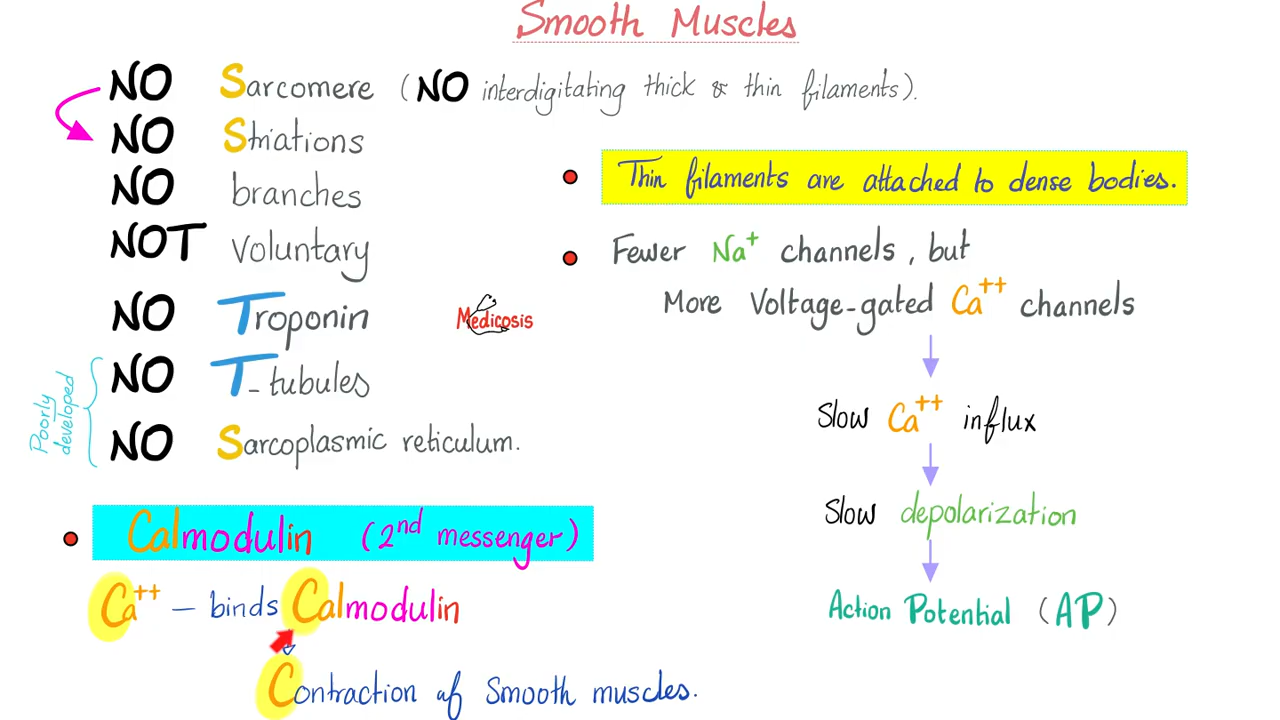 Smooth Muscles
NO Sarcomere (NO interdigitating thick & thin filaments).
NO Striations
NO branches
NOT Voluntary
NO Troponin
NO T-tubules
NO Sarcoplasmic reticulum.
Poorly
developed
Medicosis
• Calmodulin (2nd messenger)
Ca++ – binds Calmodulin
Contraction of Smooth muscles.
• Thin filaments are attached to dense bodies.
• Fewer Na+ channels, but
More Voltage-gated Ca++ channels
Slow Ca++ influx
Slow depolarization
Action Potential (AP)